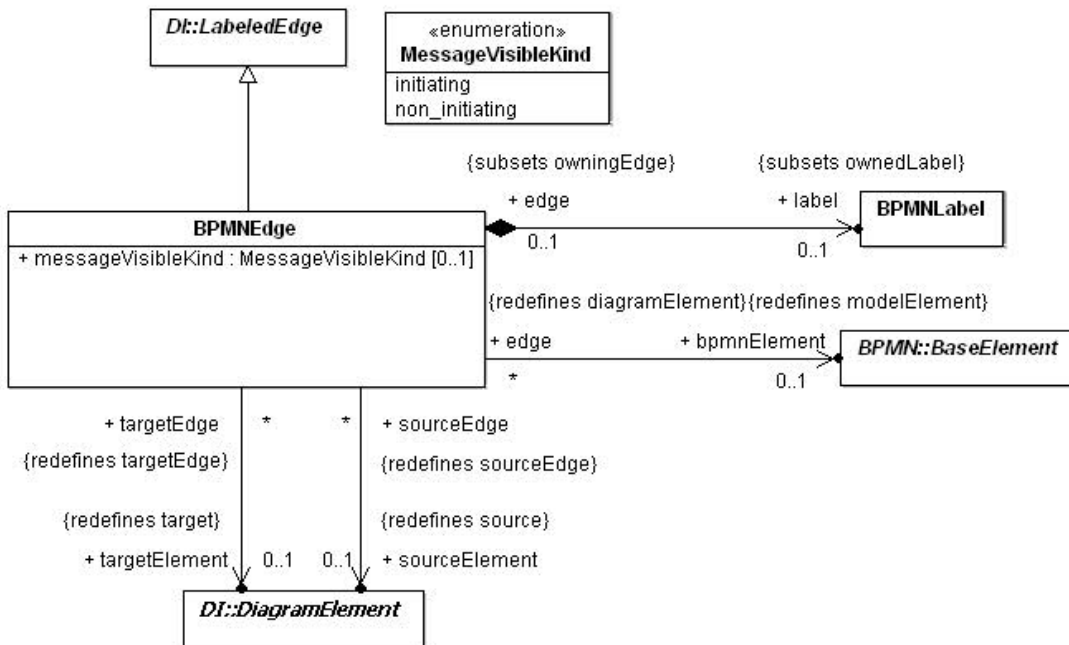 DI::LabeledEdge
«enumeration»
MessageVisibleKind
initiating
non_initiating
{subsets owningEdge} {subsets ownedLabel}
+ edge + label
BPMNLabel
0..1 0..1
BPMNEdge
+ messageVisibleKind : MessageVisibleKind [0..1]
{redefines diagramElement}{redefines modelElement}
+ edge + bpmnElement
BPMN::BaseElement
* 0..1
+ targetEdge * * + sourceEdge
{redefines targetEdge} {redefines sourceEdge}
{redefines target} {redefines source}
+ targetElement 0..1 0..1 + sourceElement
DI::DiagramElement